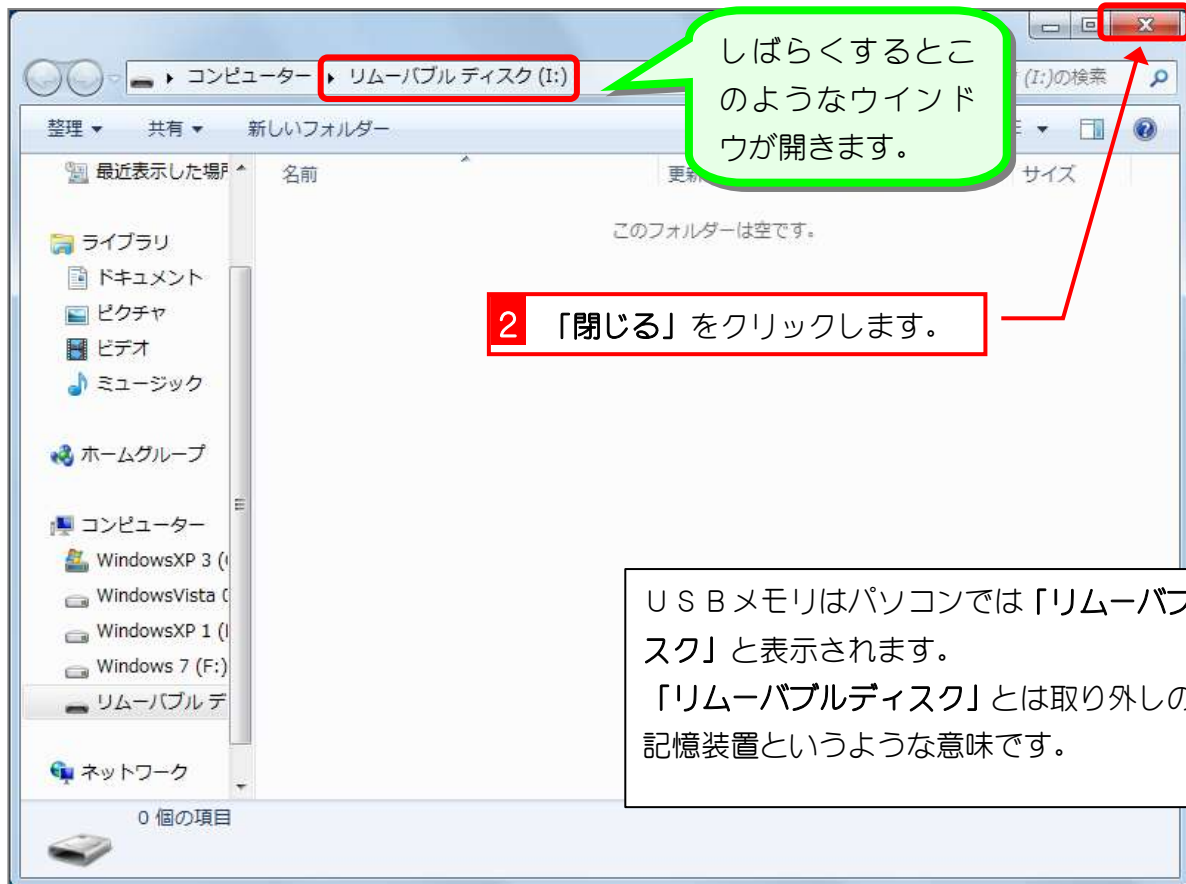 コンピューター ▸ リムーバブル ディスク (I:)
(I:)の検索
しばらくするとこ
のようなウインド
ウが開きます。
整理 ▼ 共有 ▼ 新しいフォルダー
名前
サイズ
このフォルダーは空です。
最近表示した場所
ライブラリ
ドキュメント
ピクチャ
ビデオ
ミュージック
ホームグループ
コンピューター
WindowsXP 3 (
WindowsVista
WindowsXP 1 (
Windows 7 (F:)
リムーバブル デ
ネットワーク
2 「閉じる」をクリックします。
ＵＳＢメモリはパソコンでは「リムーバブ
スク」と表示されます。
「リムーバブルディスク」とは取り外しの
記憶装置というような意味です。
0 個の項目